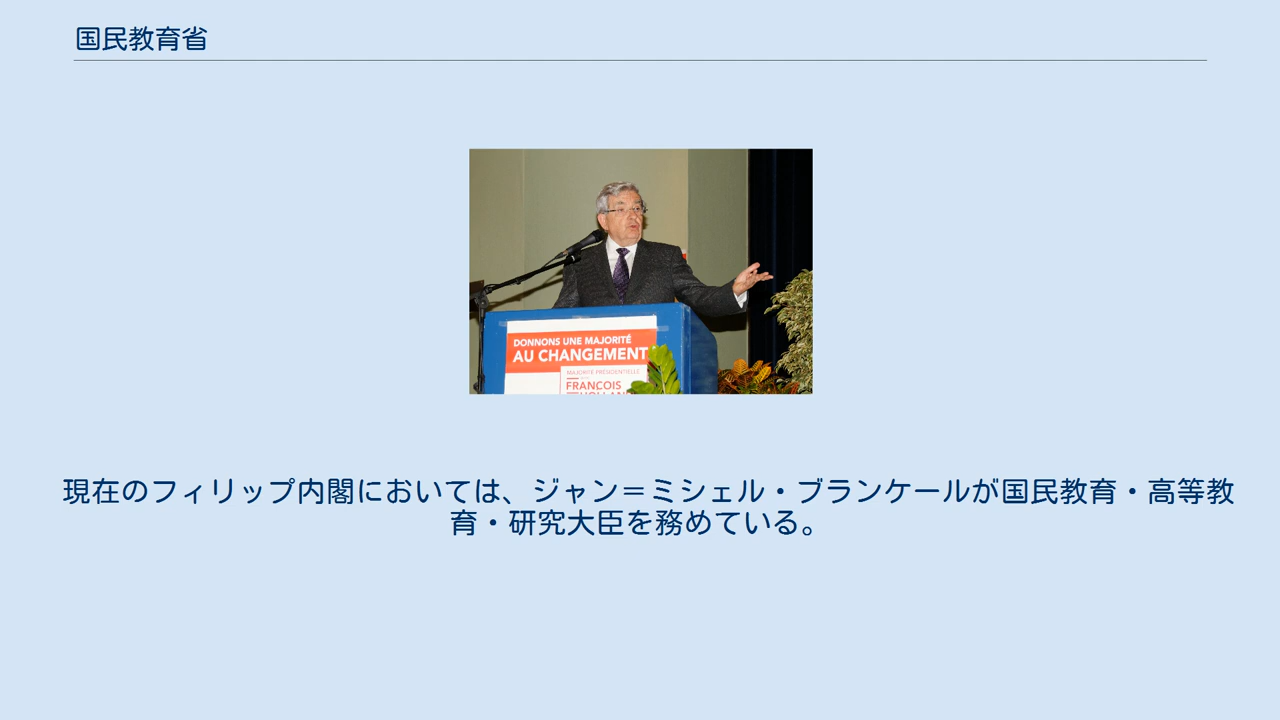 国民教育省
DONNONS UNE MAJORITÉ
AU CHANGEMENT
MAJORITÉ PRÉSIDENTIELLE
FRANÇOIS
現在のフィリップ内閣においては、ジャン＝ミシェル・ブランケールが国民教育・高等教
育・研究大臣を務めている。